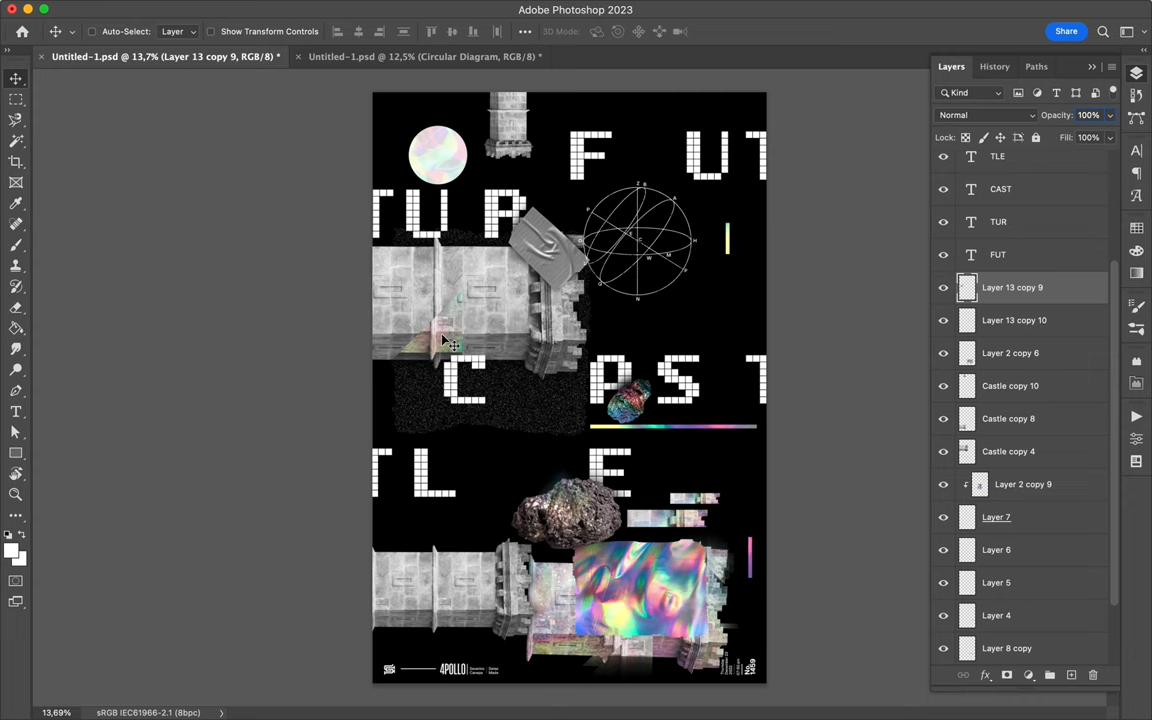 Adobe Photoshop 2023
Auto-Select: Layer Show Transform Controls 3D Mode: Share
Untitled-1.psd @ 13,7% (Layer 13 copy 9, RGB/8) *
Untitled-1.psd @ 12,5% (Circular Diagram, RGB/8) *
Layers History Paths
Kind
Normal Opacity: 100%
Lock: Fill: 100%
TLE
CAST
TUR
FUT
Layer 13 copy 9
Layer 13 copy 10
Layer 2 copy 6
Castle copy 10
Castle copy 8
Castle copy 4
Layer 2 copy 9
Layer 7
Layer 6
Layer 5
Layer 4
Layer 8 copy
F UT
TU R
C A S T
TL E
4POLLO
No. 1459
13,69% sRGB IEC61966-2.1 (8bpc)